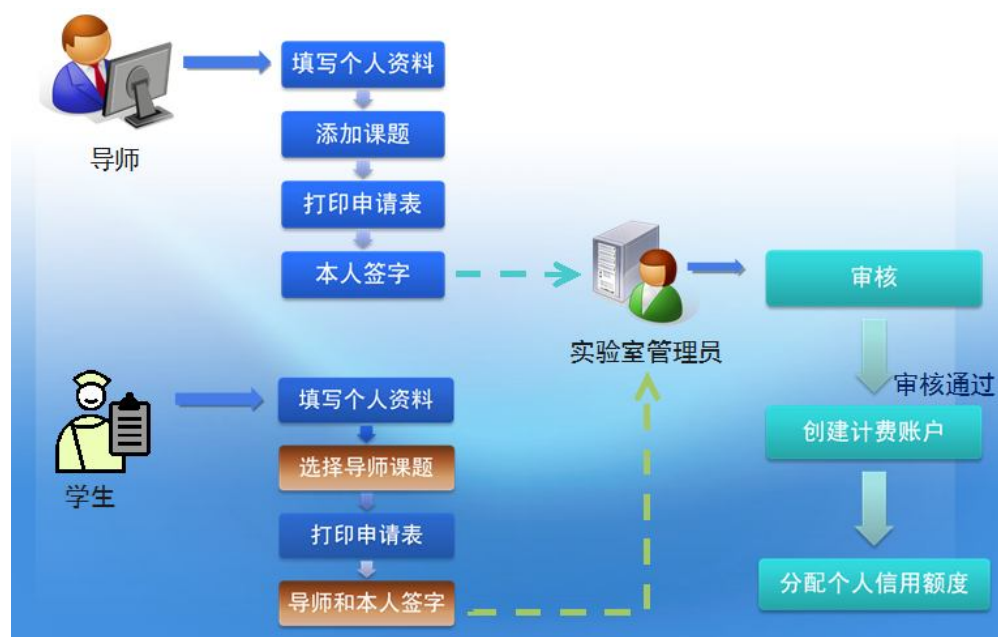 导师
填写个人资料
添加课题
打印申请表
本人签字
学生
填写个人资料
选择导师课题
打印申请表
导师和本人签字
实验室管理员
审核
审核通过
创建计费账户
分配个人信用额度